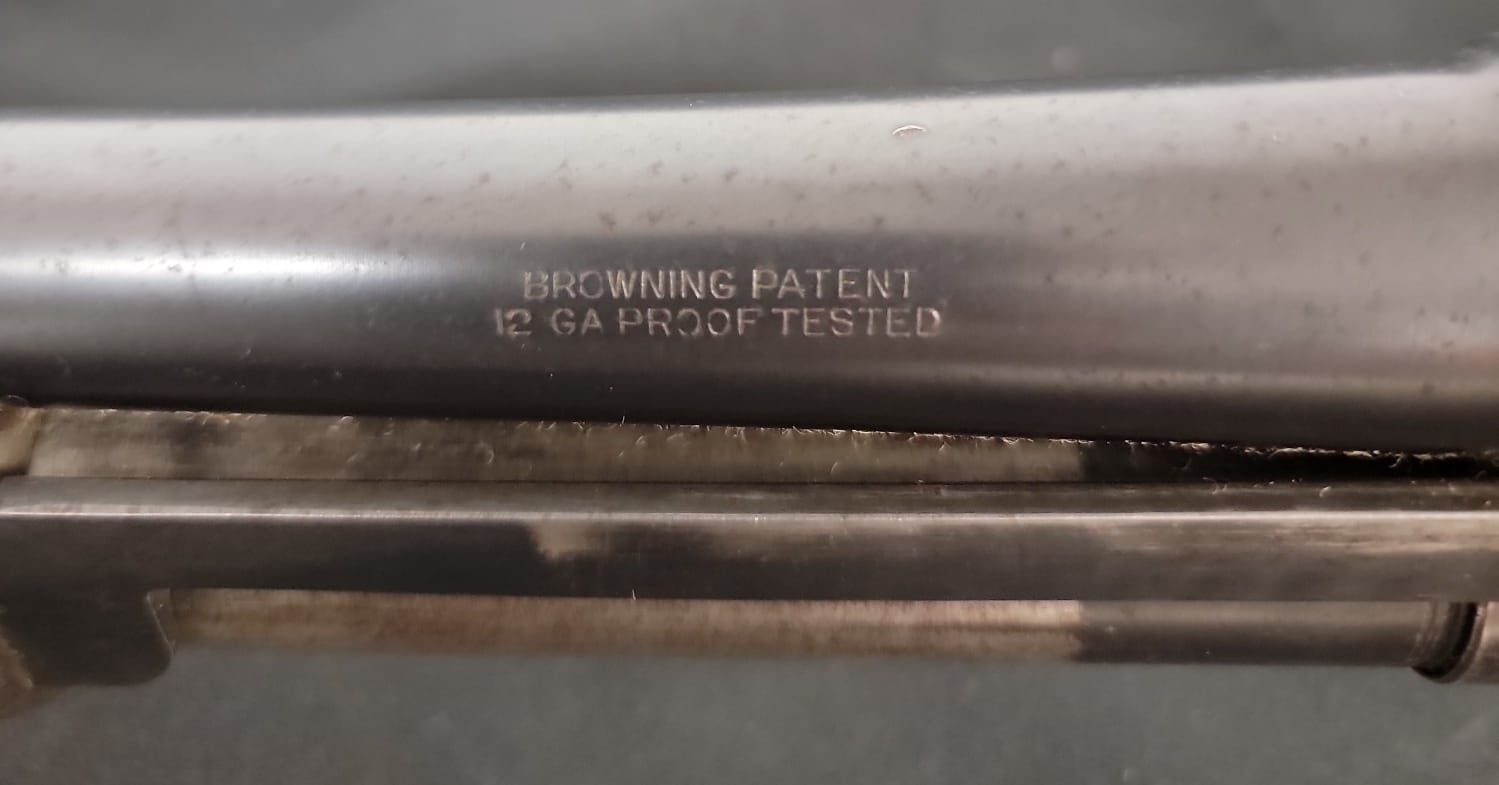 BROWNING PATENT
12 GA PROOF TESTED